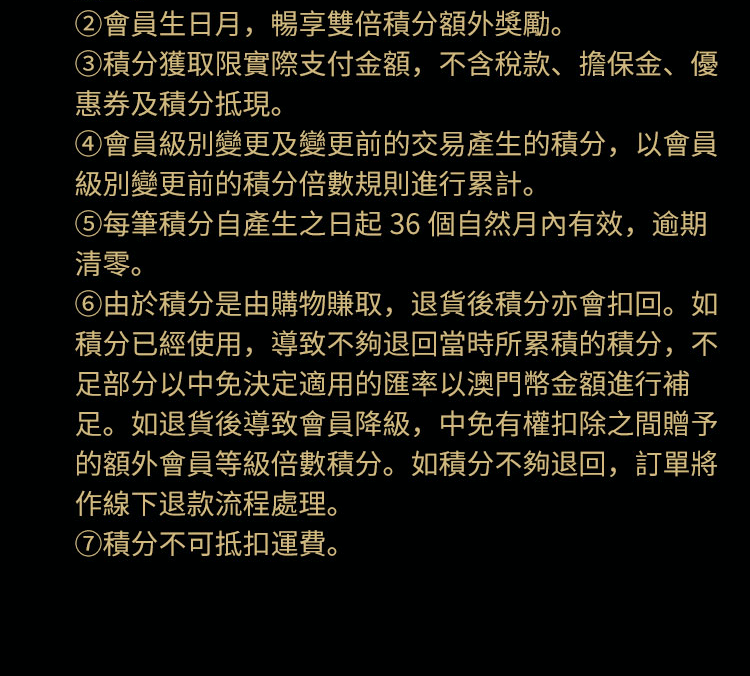 ②會員生日月，暢享雙倍積分額外獎勵。
③積分獲取限實際支付金額，不含稅款、擔保金、優
惠券及積分抵現。
④會員級別變更及變更前的交易產生的積分，以會員
級別變更前的積分倍數規則進行累計。
⑤每筆積分自產生之日起 36 個自然月內有效，逾期
清零。
⑥由於積分是由購物賺取，退貨後積分亦會扣回。如
積分已經使用，導致不夠退回當時所累積的積分，不
足部分以中免決定適用的匯率以澳門幣金額進行補
足。如退貨後導致會員降級，中免有權扣除之間贈予
的額外會員等級倍數積分。如積分不夠退回，訂單將
作線下退款流程處理。
⑦積分不可抵扣運費。